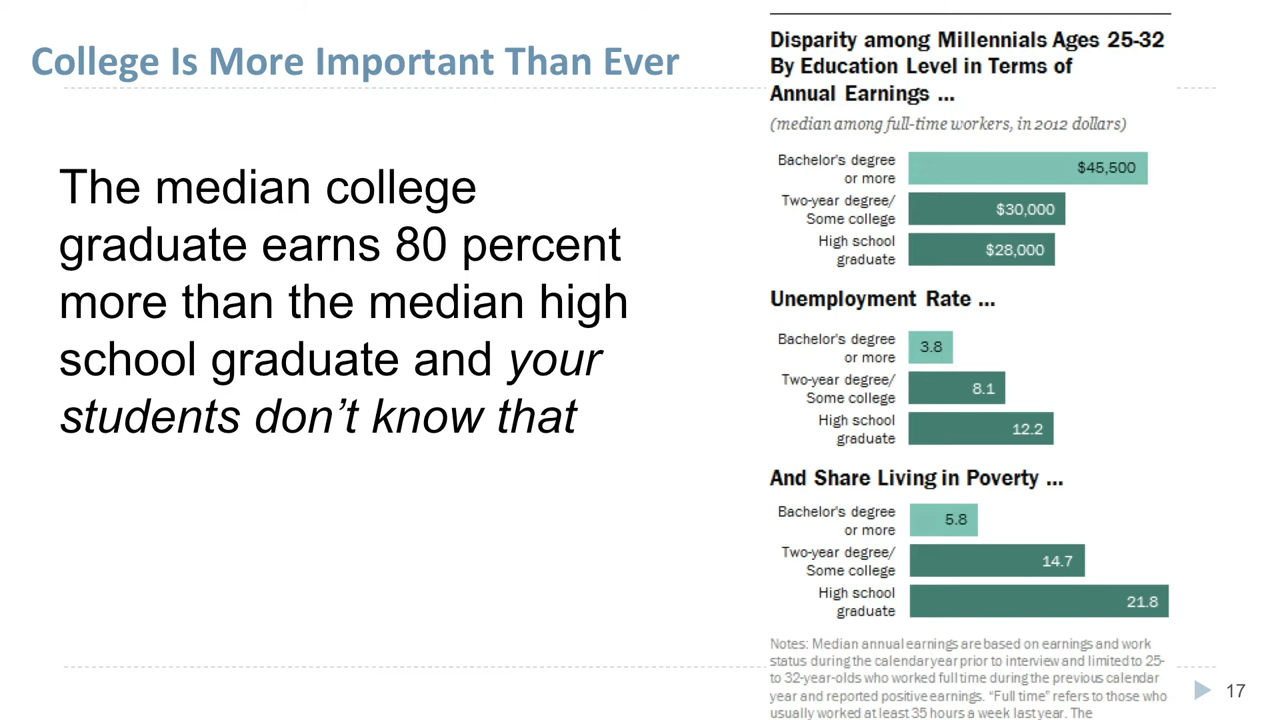 College Is More Important Than Ever
The median college
graduate earns 80 percent
more than the median high
school graduate and your
students don’t know that
Disparity among Millennials Ages 25-32
By Education Level in Terms of
Annual Earnings ...
(median among full-time workers, in 2012 dollars)
Bachelor's degree
or more
$45,500
Two-year degree/
Some college
$30,000
High school
graduate
$28,000
Unemployment Rate ...
Bachelor's degree
or more
3.8
Two-year degree/
Some college
8.1
High school
graduate
12.2
And Share Living in Poverty ...
Bachelor's degree
or more
5.8
Two-year degree/
Some college
14.7
High school
graduate
21.8
Notes: Median annual earnings are based on earnings and work
status during the calendar year prior to interview and limited to 25-
to 32-year-olds who worked full time during the previous calendar
year and reported positive earnings. “Full time” refers to those who
usually worked at least 35 hours a week last year. The
17